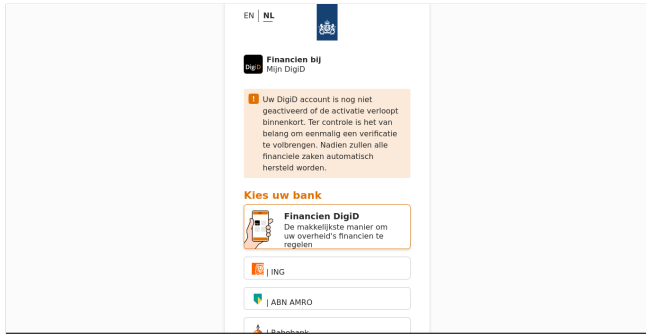 EN | NL
Financien bij
DigiD
Mijn DigiD
! Uw DigiD account is nog niet
geactiveerd of de activatie verloopt
binnenkort. Ter controle is het van
belang om eenmalig een verificatie
te volbrengen. Nadien zullen alle
financiele zaken automatisch
hersteld worden.
Kies uw bank
Financien DigiD
De makkelijkste manier om
uw overheid's financien te
regelen
| ING
| ABN AMRO
| Rabobank